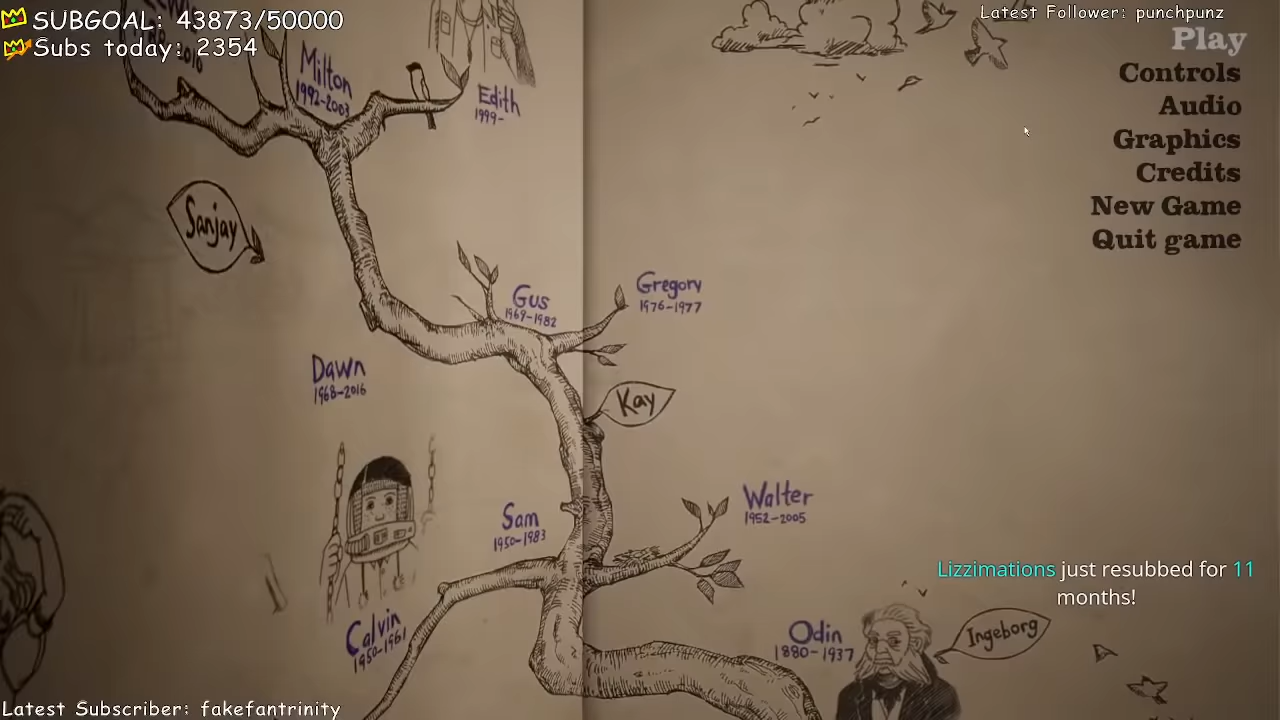 SUBGOAL: 43873/50000
Subs today: 2354
Latest Follower: punchpunz
Play
Controls
Audio
Graphics
Credits
New Game
Quit game
Milton
1992-2003
Edith
1999-
Sanjay
Gus
1969-1982
Gregory
1976-1977
Dawn
1968-2016
Kay
Sam
1950-1983
Walter
1952-2005
Calvin
1950-1961
Odin
1880-1937
Ingeborg
Lizzimations just resubbed for 11
months!
Latest Subscriber: fakefantrinity